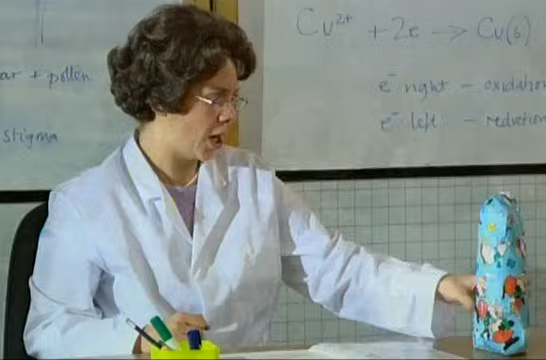 ar + pollen
stigma
Cu²⁺ + 2e → Cu(s)
e⁻ right – oxidation
e⁻ left – reduction